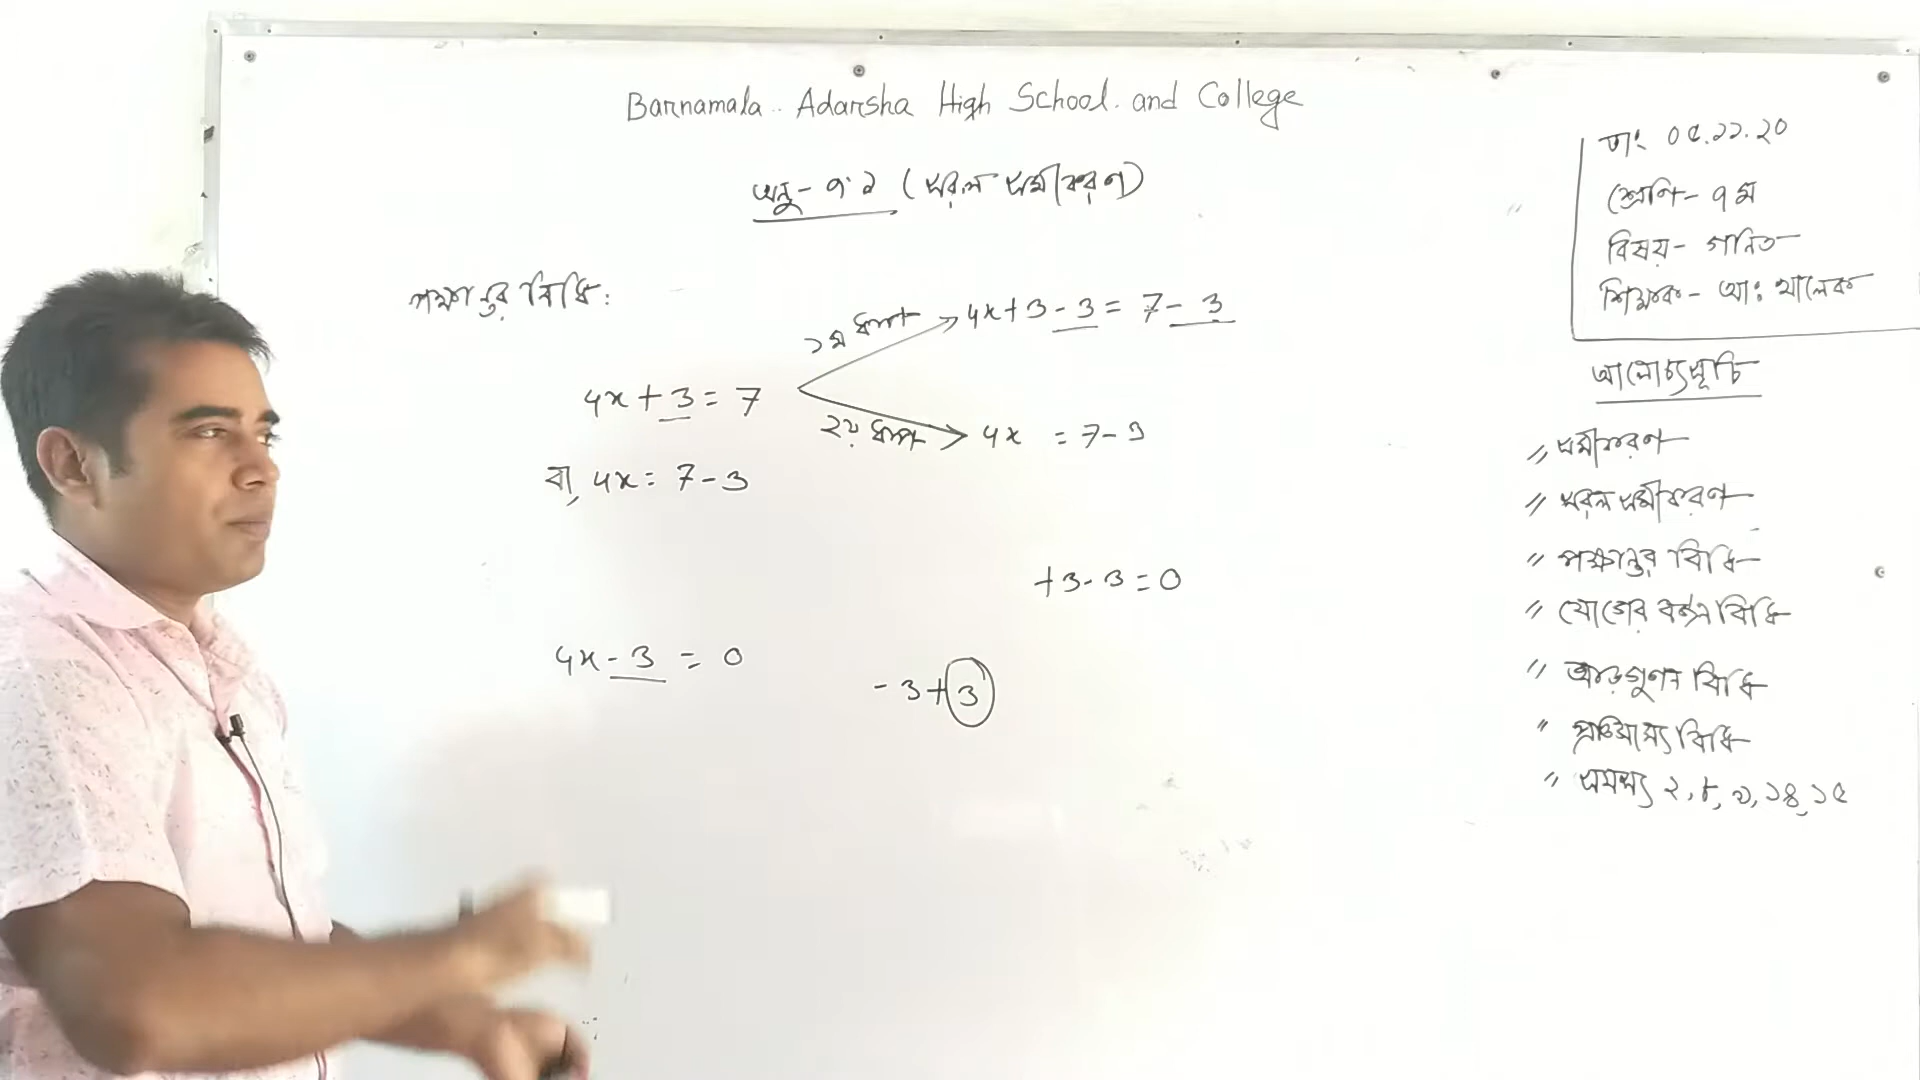 Barnamala.. Adarsha High School. and College
অনু- ৭.১ (সরল সমীকরণ)
তাং ০৫.১১.২০
শ্রেণি- ৭ম
বিষয়- গনিত
শিক্ষক- আঃ খালেক
পক্ষান্তর বিধি:
১ম ধাপ
4x+3-3 = 7-3
4x+3 = 7
২য় ধাপ
4x = 7-3
বা, 4x = 7-3
+3-3=0
4x-3 = 0
-3+3
আলোচ্যসূচি
〃 সমীকরণ
〃 সরল সমীকরণ
〃 পক্ষান্তর বিধি
〃 যোগের বর্জন বিধি
〃 আড়গুণন বিধি
〃 প্রতিসাম্য বিধি
〃 সমস্যা ২, ৮, ৯, ১৪, ১৫